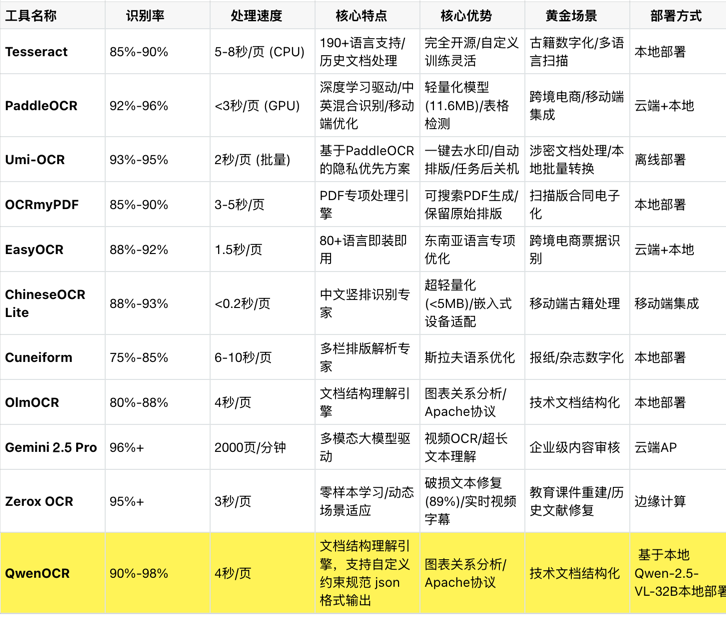 工具名称 识别率 处理速度 核心特点 核心优势 黄金场景 部署方式
Tesseract 85%-90% 5-8秒/页 (CPU) 190+语言支持/
历史文档处理 完全开源/自定义
训练灵活 古籍数字化/多语
言扫描 本地部署
PaddleOCR 92%-96% <3秒/页 (GPU) 深度学习驱动/中
英混合识别/移动
端优化 轻量化模型
(11.6MB)/表格
检测 跨境电商/移动端
集成 云端+本地
Umi-OCR 93%-95% 2秒/页 (批量) 基于PaddleOCR
的隐私优先方案 一键去水印/自动
排版/任务后关机 涉密文档处理/本
地批量转换 离线部署
OCRmyPDF 85%-90% 3-5秒/页 PDF专项处理引
擎 可搜索PDF生成/
保留原始排版 扫描版合同电子
化 本地部署
EasyOCR 88%-92% 1.5秒/页 80+语言即装即
用 东南亚语言专项
优化 跨境电商票据识
别 云端+本地
ChineseOCR
Lite 88%-93% <0.2秒/页 中文竖排识别专
家 超轻量化
(<5MB)/嵌入式
设备适配 移动端古籍处理 移动端集成
Cuneiform 75%-85% 6-10秒/页 多栏排版解析专
家 斯拉夫语系优化 报纸/杂志数字化 本地部署
OlmOCR 80%-88% 4秒/页 文档结构理解引
擎 图表关系分析/
Apache协议 技术文档结构化 本地部署
Gemini 2.5 Pro 96%+ 2000页/分钟 多模态大模型驱
动 视频OCR/超长
文本理解 企业级内容审核 云端AP
Zerox OCR 95%+ 3秒/页 零样本学习/动态
场景适应 破损文本修复
(89%)/实时视频
字幕 教育课件重建/历
史文献修复 边缘计算
QwenOCR 90%-98% 4秒/页 文档结构理解引
擎，支持自定义
约束规范 json
格式输出 图表关系分析/
Apache协议 技术文档结构化 基于本地
Qwen-2.5-
VL-32B本地部署